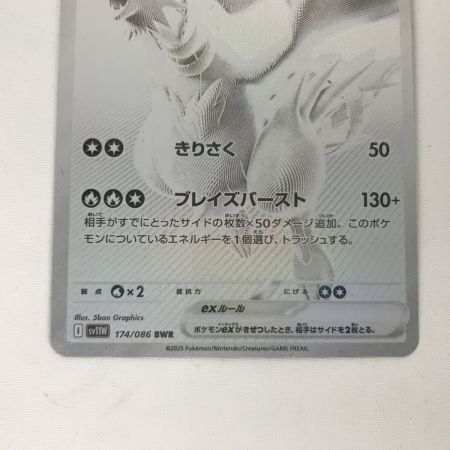 きりさく 50
ブレイズバースト 130+
相手がすでにとったサイドの枚数×50ダメージ追加。このポケ
モンについているエネルギーを1個選び、トラッシュする。
弱点 ×2 抵抗力 にげる
exルール
ポケモンexがきぜつしたとき、相手はサイドを2枚とる。
Illus. 5ban Graphics
I sv11W 174/086 BWR
©2025 Pokémon/Nintendo/Creatures/GAME FREAK.